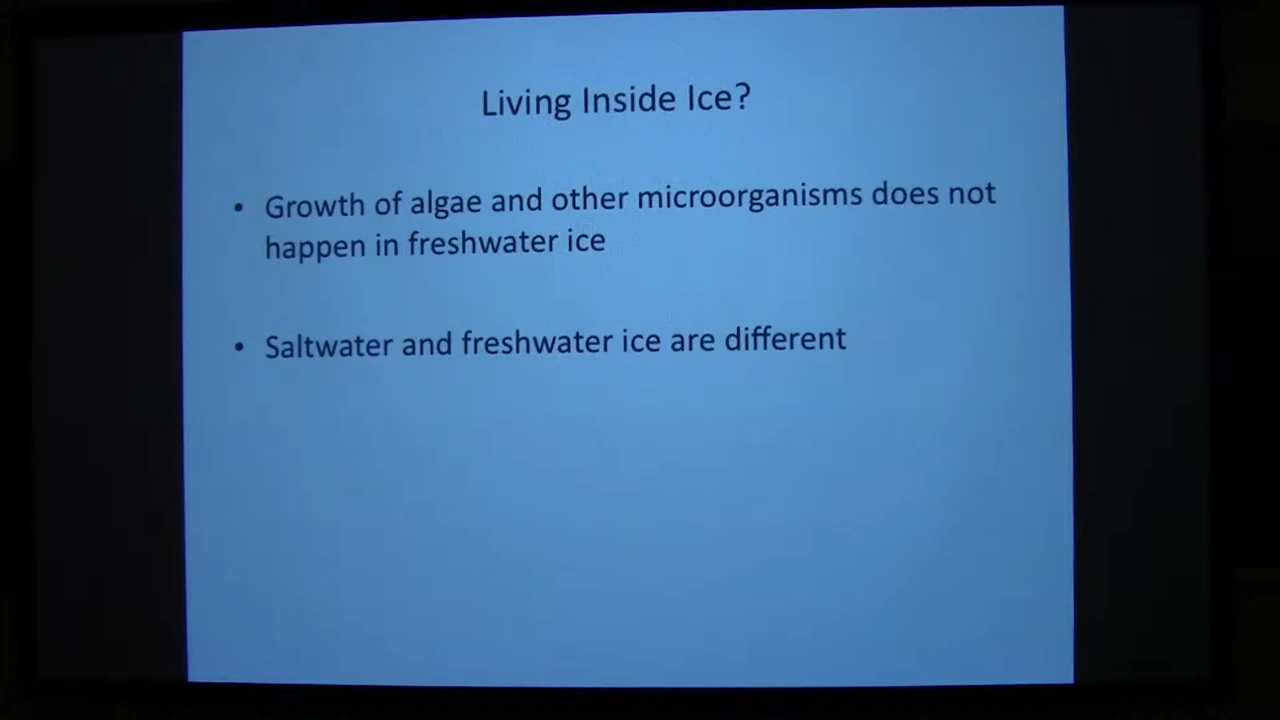 Living Inside Ice?
• Growth of algae and other microorganisms does not
happen in freshwater ice
• Saltwater and freshwater ice are different